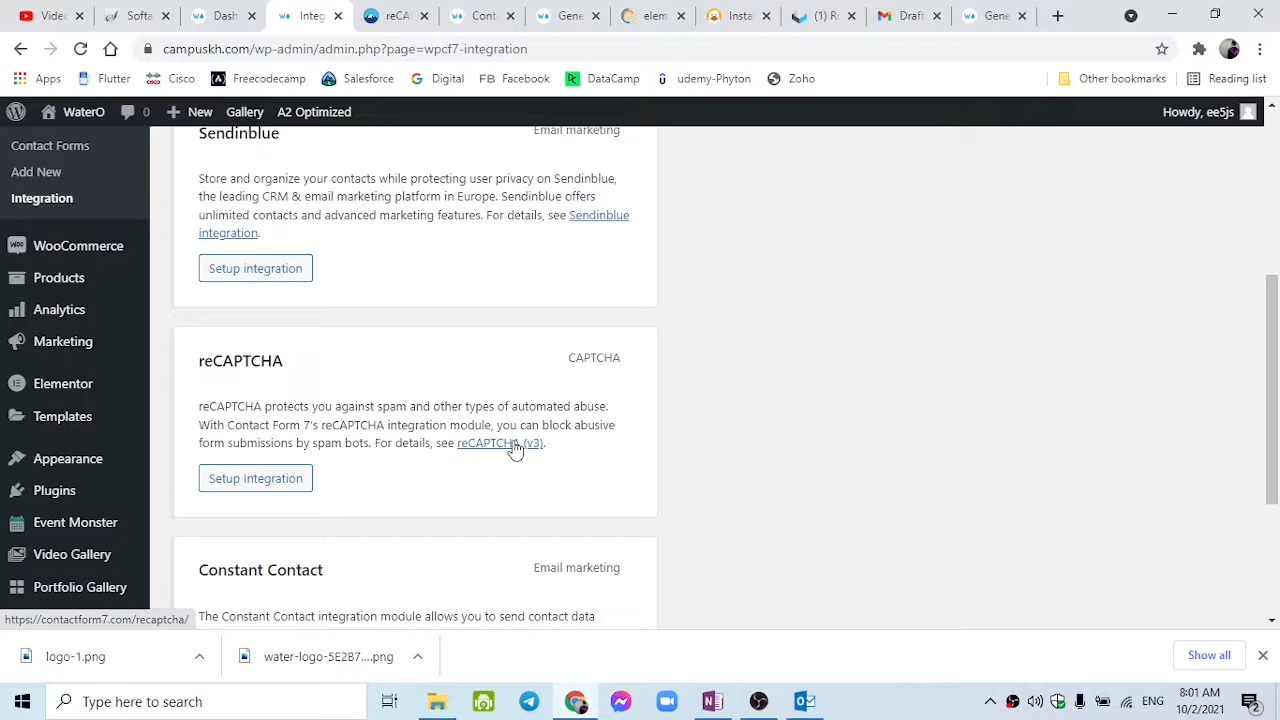 Video
Softa
Dash
Integ
reCA
Cont
Gene
elem
Insta
(1) R
Draft
Gene
campuskh.com/wp-admin/admin.php?page=wpcf7-integration
Apps
Flutter
Cisco
Freecodecamp
Salesforce
Digital
FB Facebook
DataCamp
udemy-Phyton
Zoho
Other bookmarks
Reading list
WaterO
0
New
Gallery
A2 Optimized
Howdy, ee5js
Contact Forms
Add New
Integration
WooCommerce
Products
Analytics
Marketing
Elementor
Templates
Appearance
Plugins
Event Monster
Video Gallery
Portfolio Gallery
Sendinblue
Email marketing
Store and organize your contacts while protecting user privacy on Sendinblue,
the leading CRM & email marketing platform in Europe. Sendinblue offers
unlimited contacts and advanced marketing features. For details, see Sendinblue
integration.
Setup integration
reCAPTCHA
CAPTCHA
reCAPTCHA protects you against spam and other types of automated abuse.
With Contact Form 7's reCAPTCHA integration module, you can block abusive
form submissions by spam bots. For details, see reCAPTCHA (v3).
Setup Integration
Constant Contact
Email marketing
The Constant Contact integration module allows you to send contact data
https://contactform7.com/recaptcha/
logo-1.png
water-logo-5E2B7....png
Show all
Type here to search
ENG
8:01 AM
10/2/2021
2